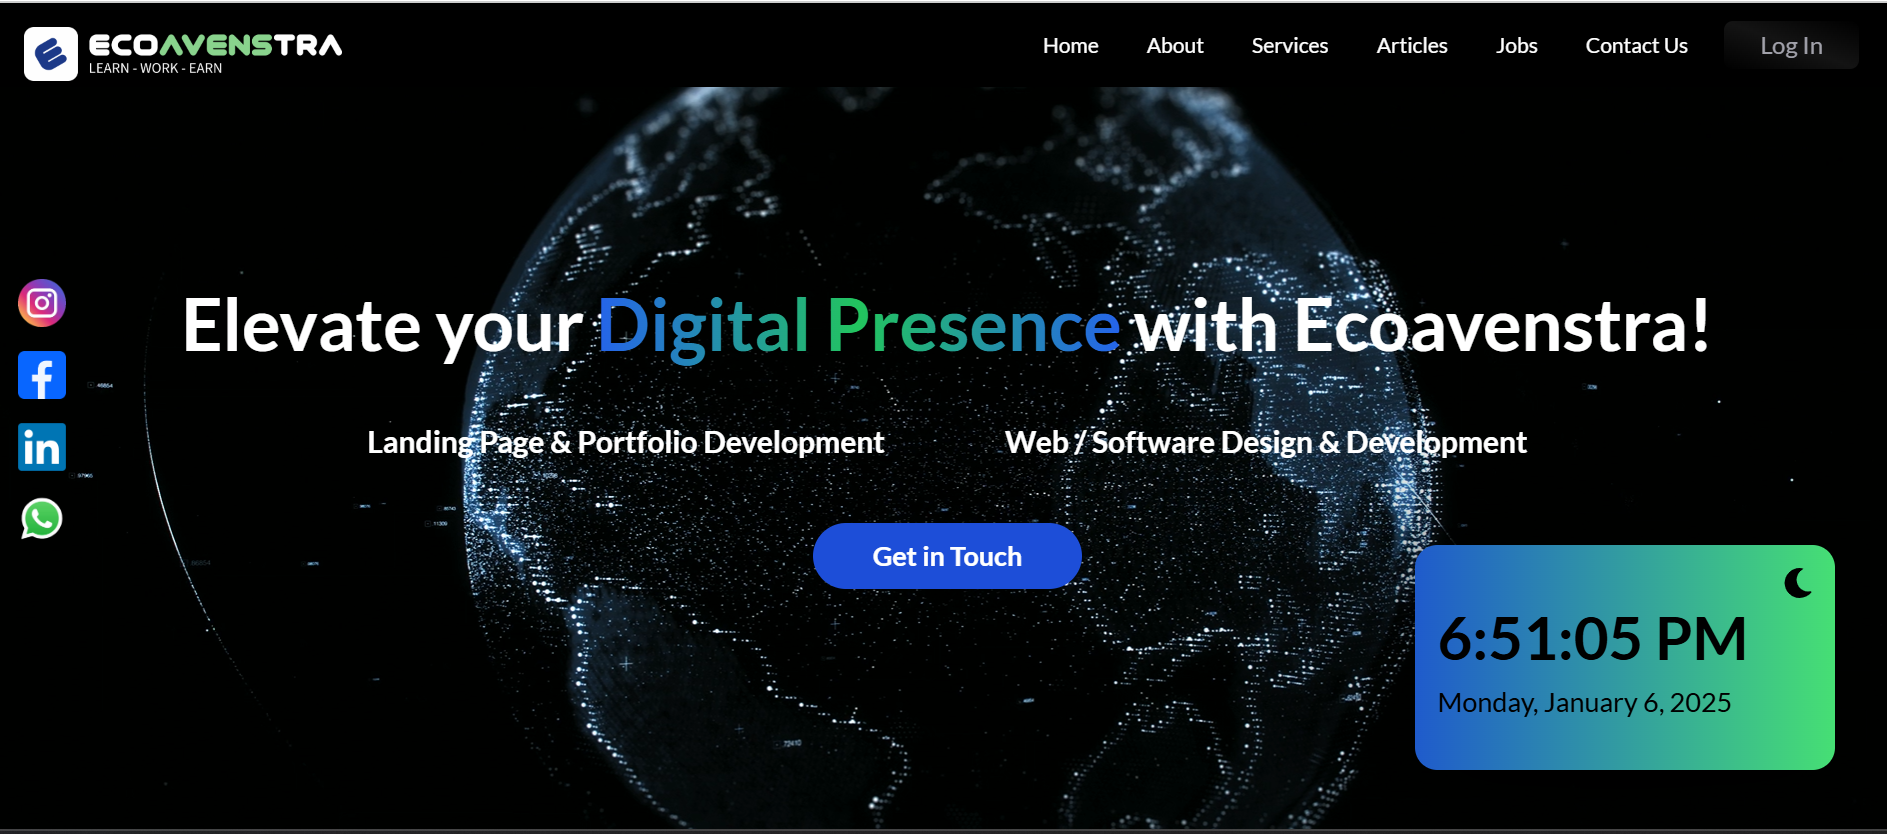 ECOAVENSTRA
LEARN - WORK - EARN
Home About Services Articles Jobs Contact Us Log In
Elevate your Digital Presence with Ecoavenstra!
Landing Page & Portfolio Development
Web / Software Design & Development
Get in Touch
6:51:05 PM
Monday, January 6, 2025